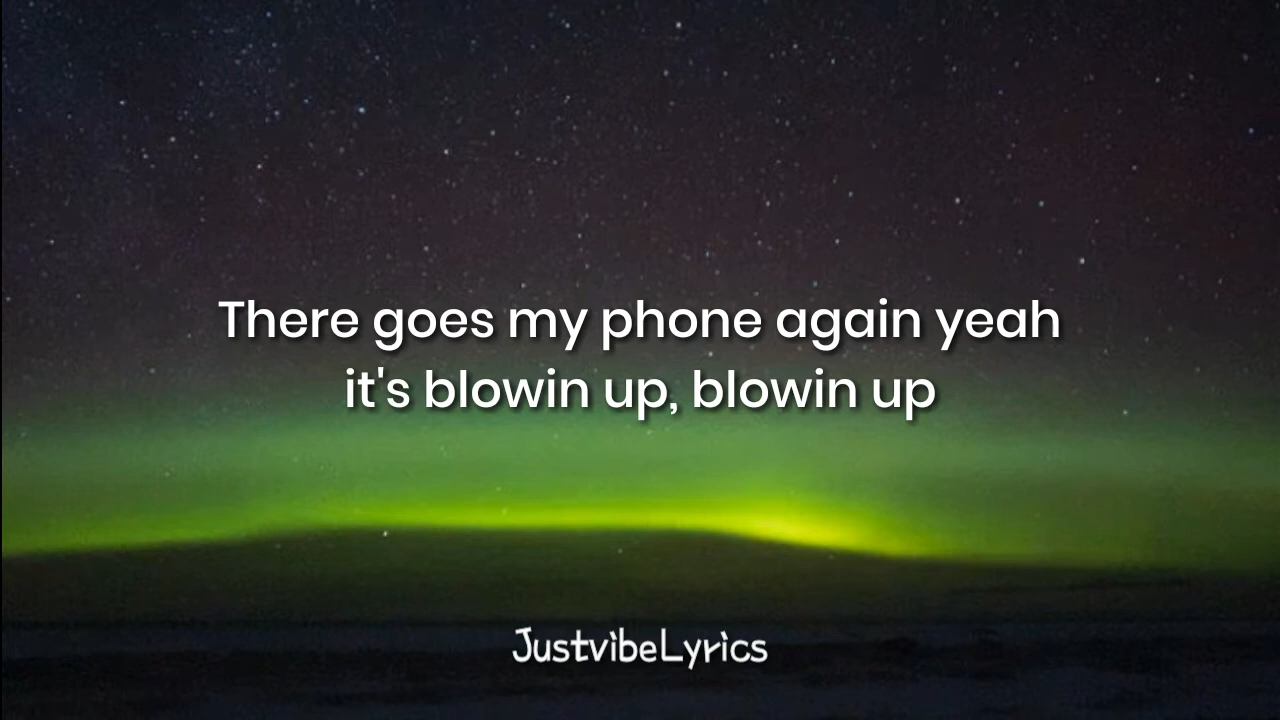 There goes my phone again yeah
it's blowin up, blowin up
JustvibeLyrics